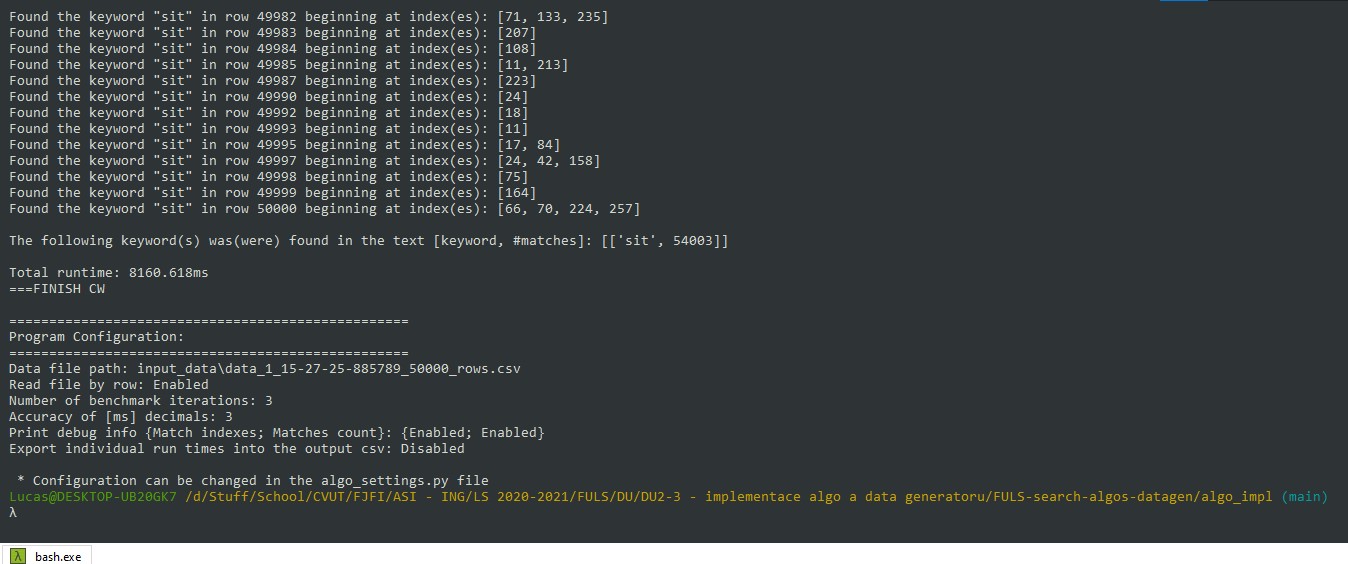 Found the keyword "sit" in row 49982 beginning at index(es): [71, 133, 235]
Found the keyword "sit" in row 49983 beginning at index(es): [207]
Found the keyword "sit" in row 49984 beginning at index(es): [108]
Found the keyword "sit" in row 49985 beginning at index(es): [11, 213]
Found the keyword "sit" in row 49987 beginning at index(es): [223]
Found the keyword "sit" in row 49990 beginning at index(es): [24]
Found the keyword "sit" in row 49992 beginning at index(es): [18]
Found the keyword "sit" in row 49993 beginning at index(es): [11]
Found the keyword "sit" in row 49995 beginning at index(es): [17, 84]
Found the keyword "sit" in row 49997 beginning at index(es): [24, 42, 158]
Found the keyword "sit" in row 49998 beginning at index(es): [75]
Found the keyword "sit" in row 49999 beginning at index(es): [164]
Found the keyword "sit" in row 50000 beginning at index(es): [66, 70, 224, 257]
The following keyword(s) was(were) found in the text [keyword, #matches]: [['sit', 54003]]
Total runtime: 8160.618ms
===FINISH CW
==================================================
Program Configuration:
==================================================
Data file path: input_data\data_1_15-27-25-885789_50000_rows.csv
Read file by row: Enabled
Number of benchmark iterations: 3
Accuracy of [ms] decimals: 3
Print debug info {Match indexes; Matches count}: {Enabled; Enabled}
Export individual run times into the output csv: Disabled
* Configuration can be changed in the algo_settings.py file
Lucas@DESKTOP-UB20GK7 /d/Stuff/School/CVUT/FJFI/ASI - ING/LS 2020-2021/FULS/DU/DU2-3 - implementace algo a data generatoru/FULS-search-algos-datagen/algo_impl (main)
λ
λ bash.exe